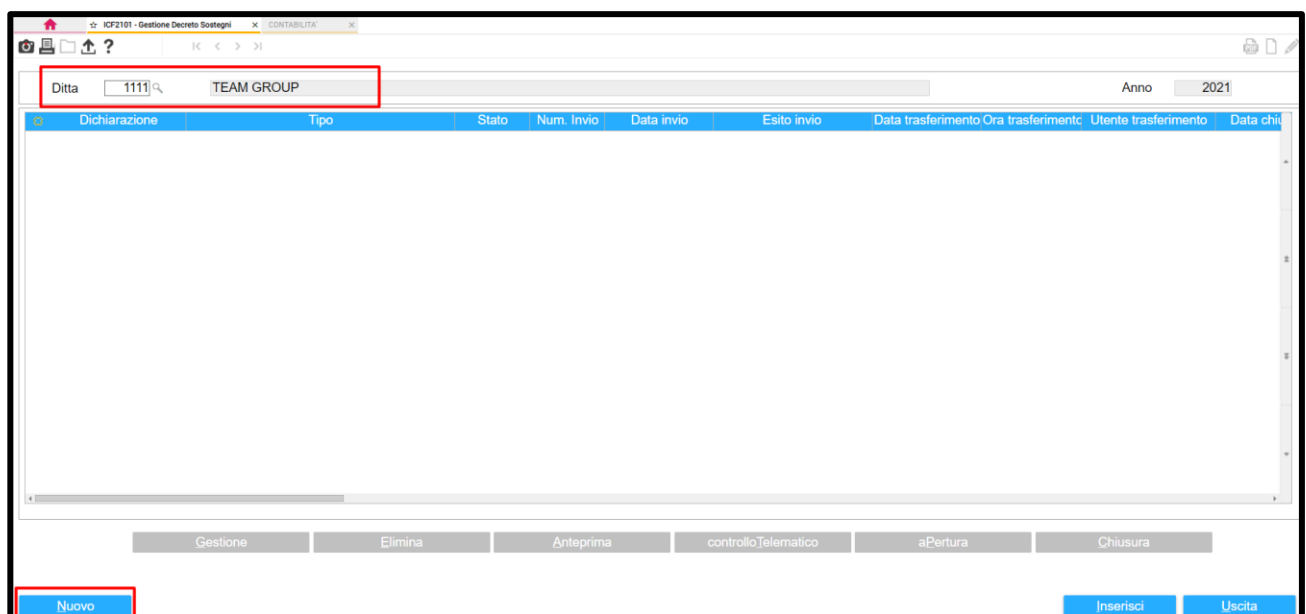 ☆ ICF2101 - Gestione Decreto Sostegni × CONTABILITA' ×
?
Ditta 1111 TEAM GROUP Anno 2021
Dichiarazione Tipo Stato Num. Invio Data invio Esito invio Data trasferimento Ora trasferimento Utente trasferimento Data chiu
Gestione Elimina Anteprima controlloTelematico aPertura Chiusura
Nuovo Inserisci Uscita